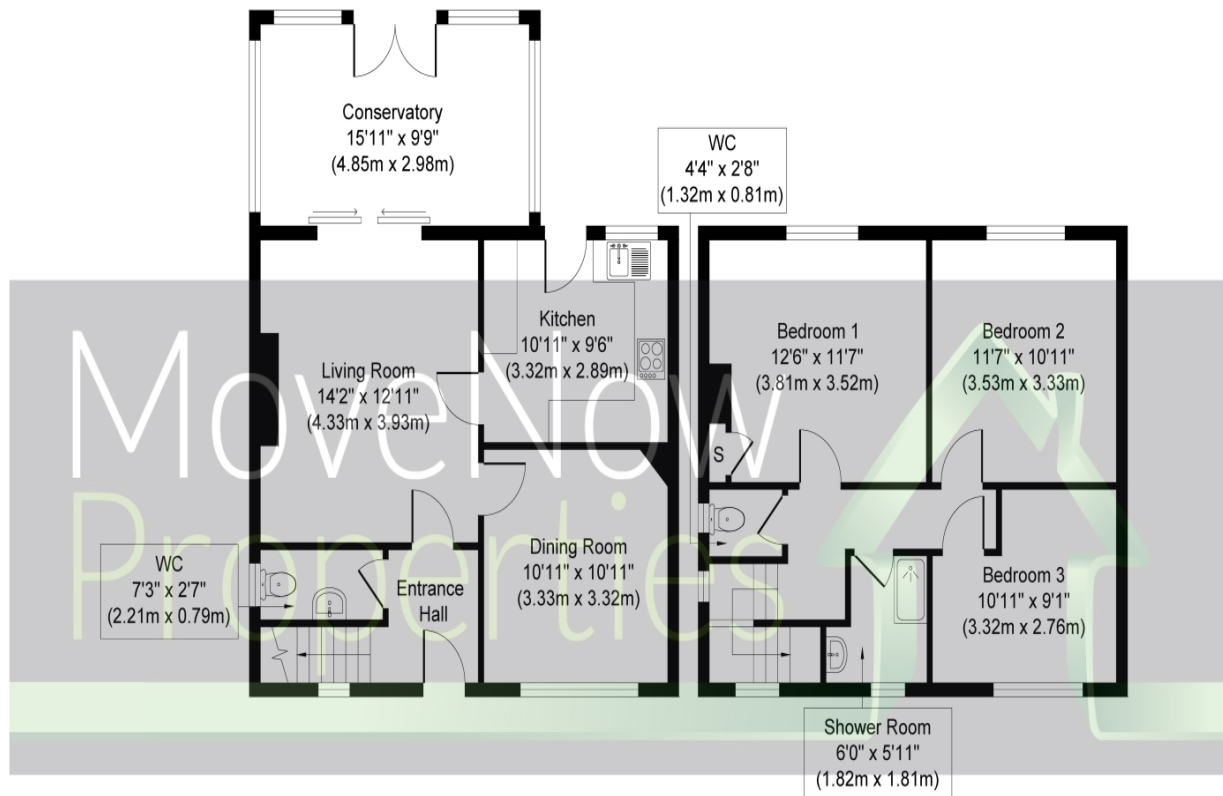 Conservatory
15'11" x 9'9"
(4.85m x 2.98m)
WC
4'4" x 2'8"
(1.32m x 0.81m)
Kitchen
10'11" x 9'6"
(3.32m x 2.89m)
Living Room
14'2" x 12'11"
(4.33m x 3.93m)
Bedroom 1
12'6" x 11'7"
(3.81m x 3.52m)
Bedroom 2
11'7" x 10'11"
(3.53m x 3.33m)
S
MoveNow
Properties
WC
7'3" x 2'7"
(2.21m x 0.79m)
Entrance
Hall
Dining Room
10'11" x 10'11"
(3.33m x 3.32m)
Bedroom 3
10'11" x 9'1"
(3.32m x 2.76m)
Shower Room
6'0" x 5'11"
(1.82m x 1.81m)